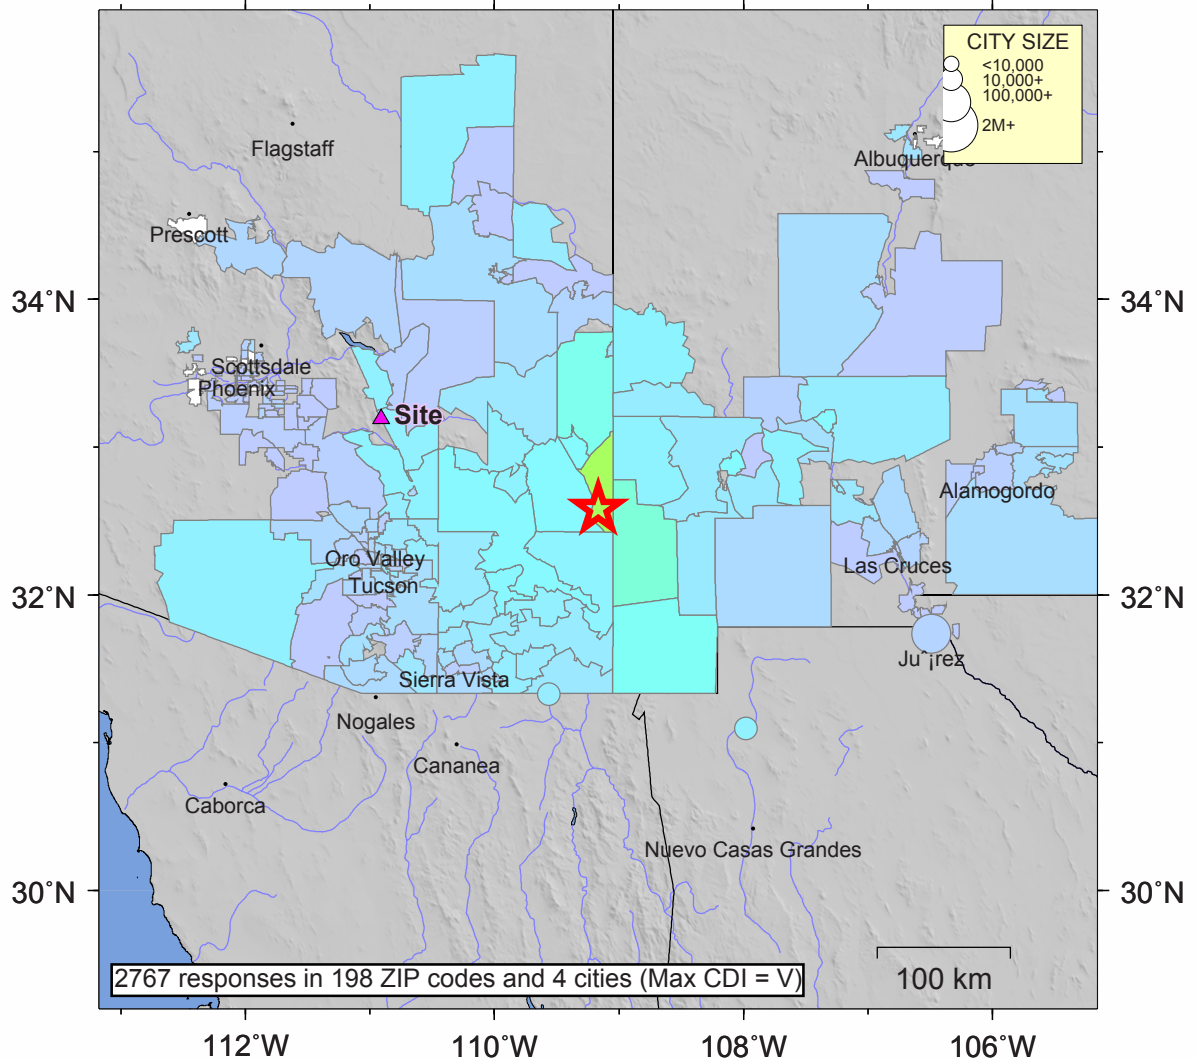 CITY SIZE
<10,000
10,000+
100,000+
2M+
Flagstaff
Albuquerque
Prescott
34°N
34°N
Scottsdale
Phoenix
Site
Alamogordo
Oro Valley
Las Cruces
Tucson
32°N
32°N
Juˆ¡rez
Sierra Vista
Nogales
Cananea
Caborca
Nuevo Casas Grandes
30°N
30°N
2767 responses in 198 ZIP codes and 4 cities (Max CDI = V)
100 km
112°W
110°W
108°W
106°W